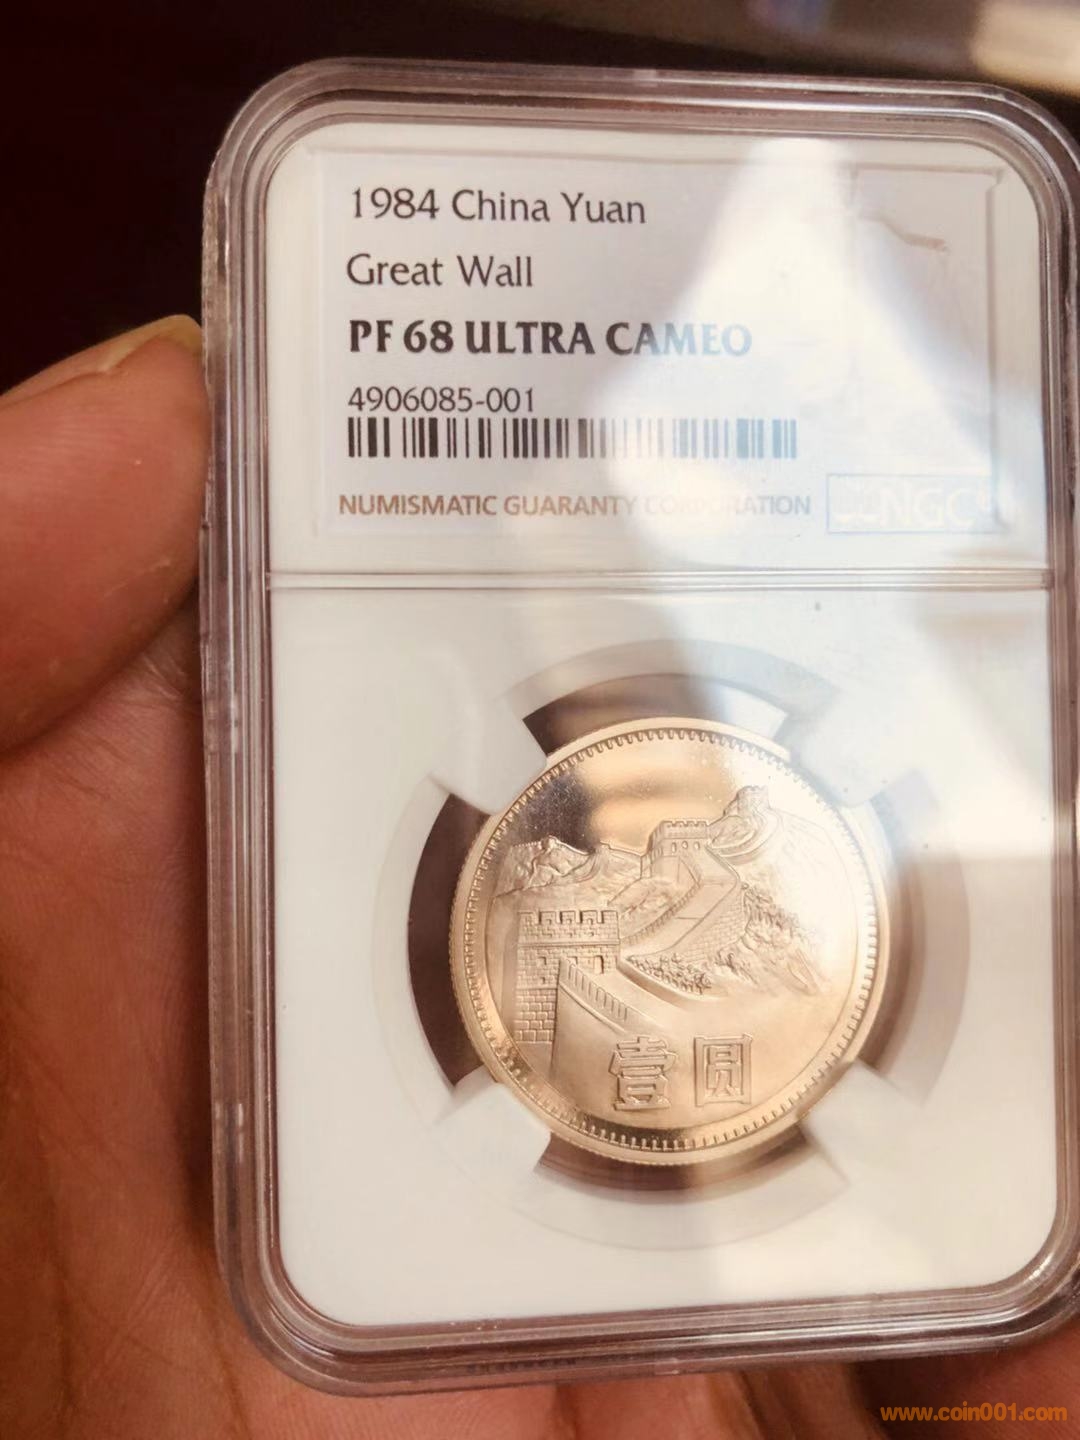 1984 China Yuan
Great Wall
PF 68 ULTRA CAMEO
4906085-001
NUMISMATIC GUARANTY CORPORATION NGC
壹圆
www.coin001.com